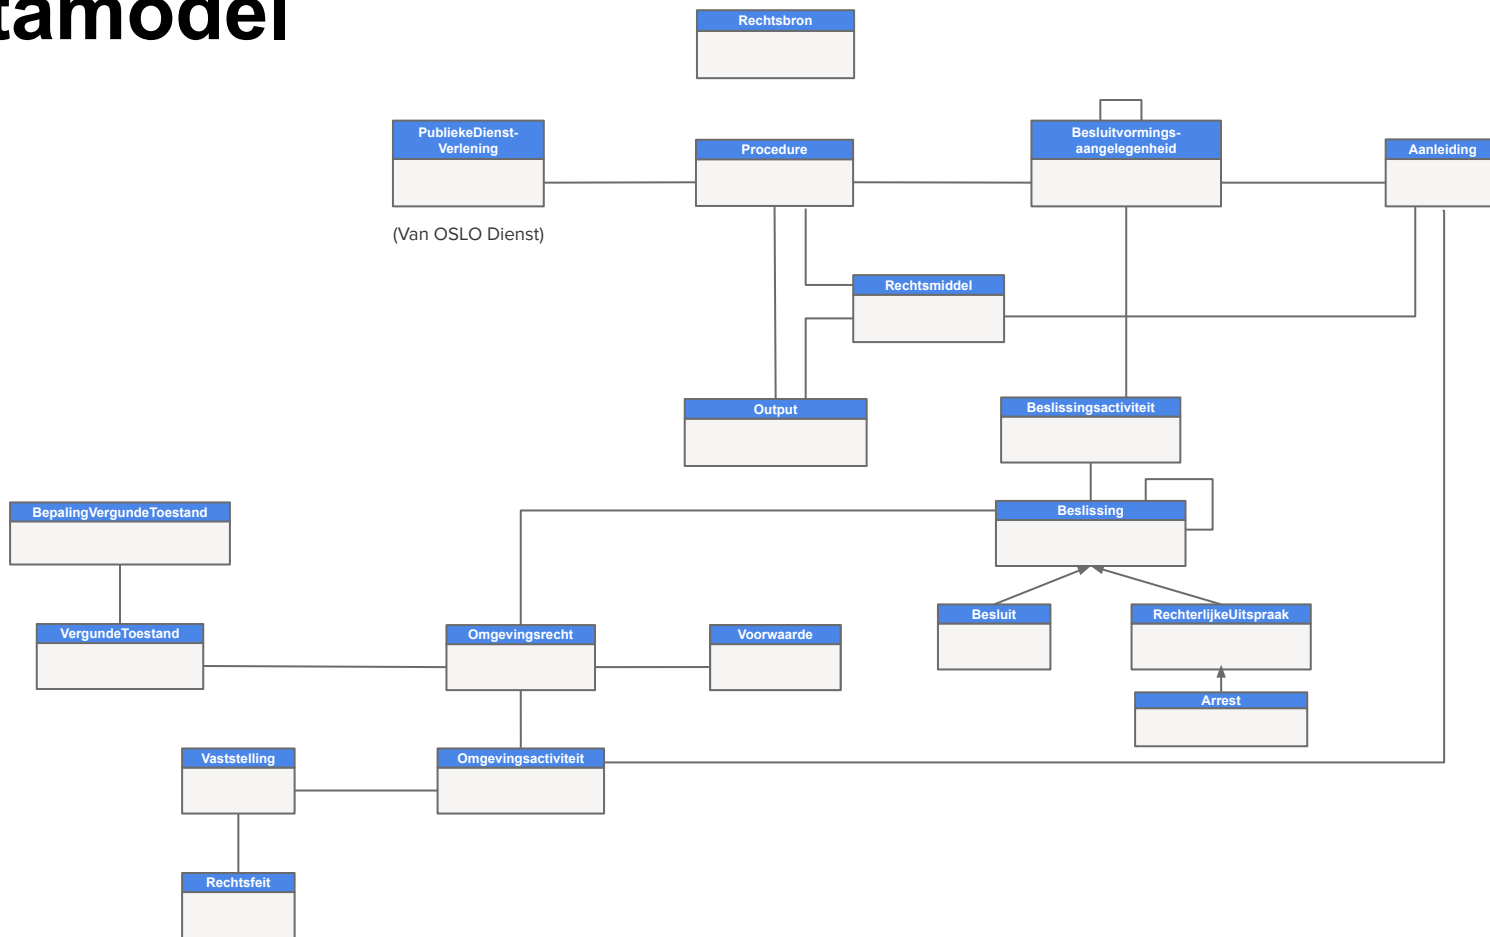 tamodel
Rechtsbron
PubliekeDienst-
Verlening
Procedure
Besluitvormings-
aangelegenheid
Aanleiding
(Van OSLO Dienst)
Rechtsmiddel
Output
Beslissingsactiviteit
BepalingVergundeToestand
Beslissing
Besluit
RechterlijkeUitspraak
VergundeToestand
Omgevingsrecht
Voorwaarde
Arrest
Vaststelling
Omgevingsactiviteit
Rechtsfeit